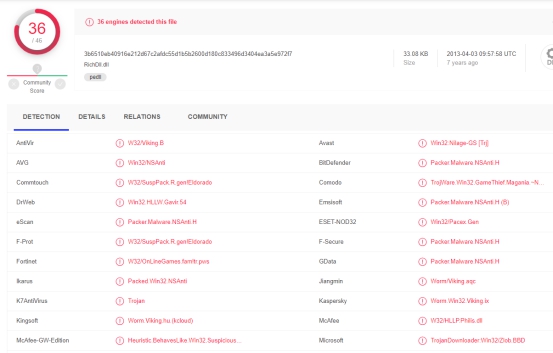 36
/ 46
36 engines detected this file
RichDll.dll
pedll
33.08 KB
Size
2013-04-03 09:57:58 UTC
7 years ago
Community
Score
DETECTION DETAILS RELATIONS COMMUNITY
AntiVir W32/Viking.B Avast Win32:Nilage-GS [Trj]
AVG Win32/NSAnti BitDefender Packer.Malware.NSAnti.H
Commtouch W32/SuspPack.R.gen!Eldorado Comodo TrojWare.Win32.GameThief.Magania.~N...
DrWeb Win32.HLLW.Gavir.54 Emsisoft Packer.Malware.NSAnti.H (B)
eScan Packer.Malware.NSAnti.H ESET-NOD32 Win32/Pacex.Gen
F-Prot W32/SuspPack.R.gen!Eldorado F-Secure Packer.Malware.NSAnti.H
Fortinet W32/OnLineGames.fam!tr.pws GData Packer.Malware.NSAnti.H
Ikarus Packed.Win32.NSAnti Jiangmin Worm/Viking.aqc
K7AntiVirus Trojan Kaspersky Worm.Win32.Viking.ix
Kingsoft Worm.Viking.hu.(kcloud) McAfee W32/HLLP.Philis.dll
McAfee-GW-Edition Heuristic.BehavesLike.Win32.Suspicious... Microsoft TrojanDownloader:Win32/Zlob.BBD